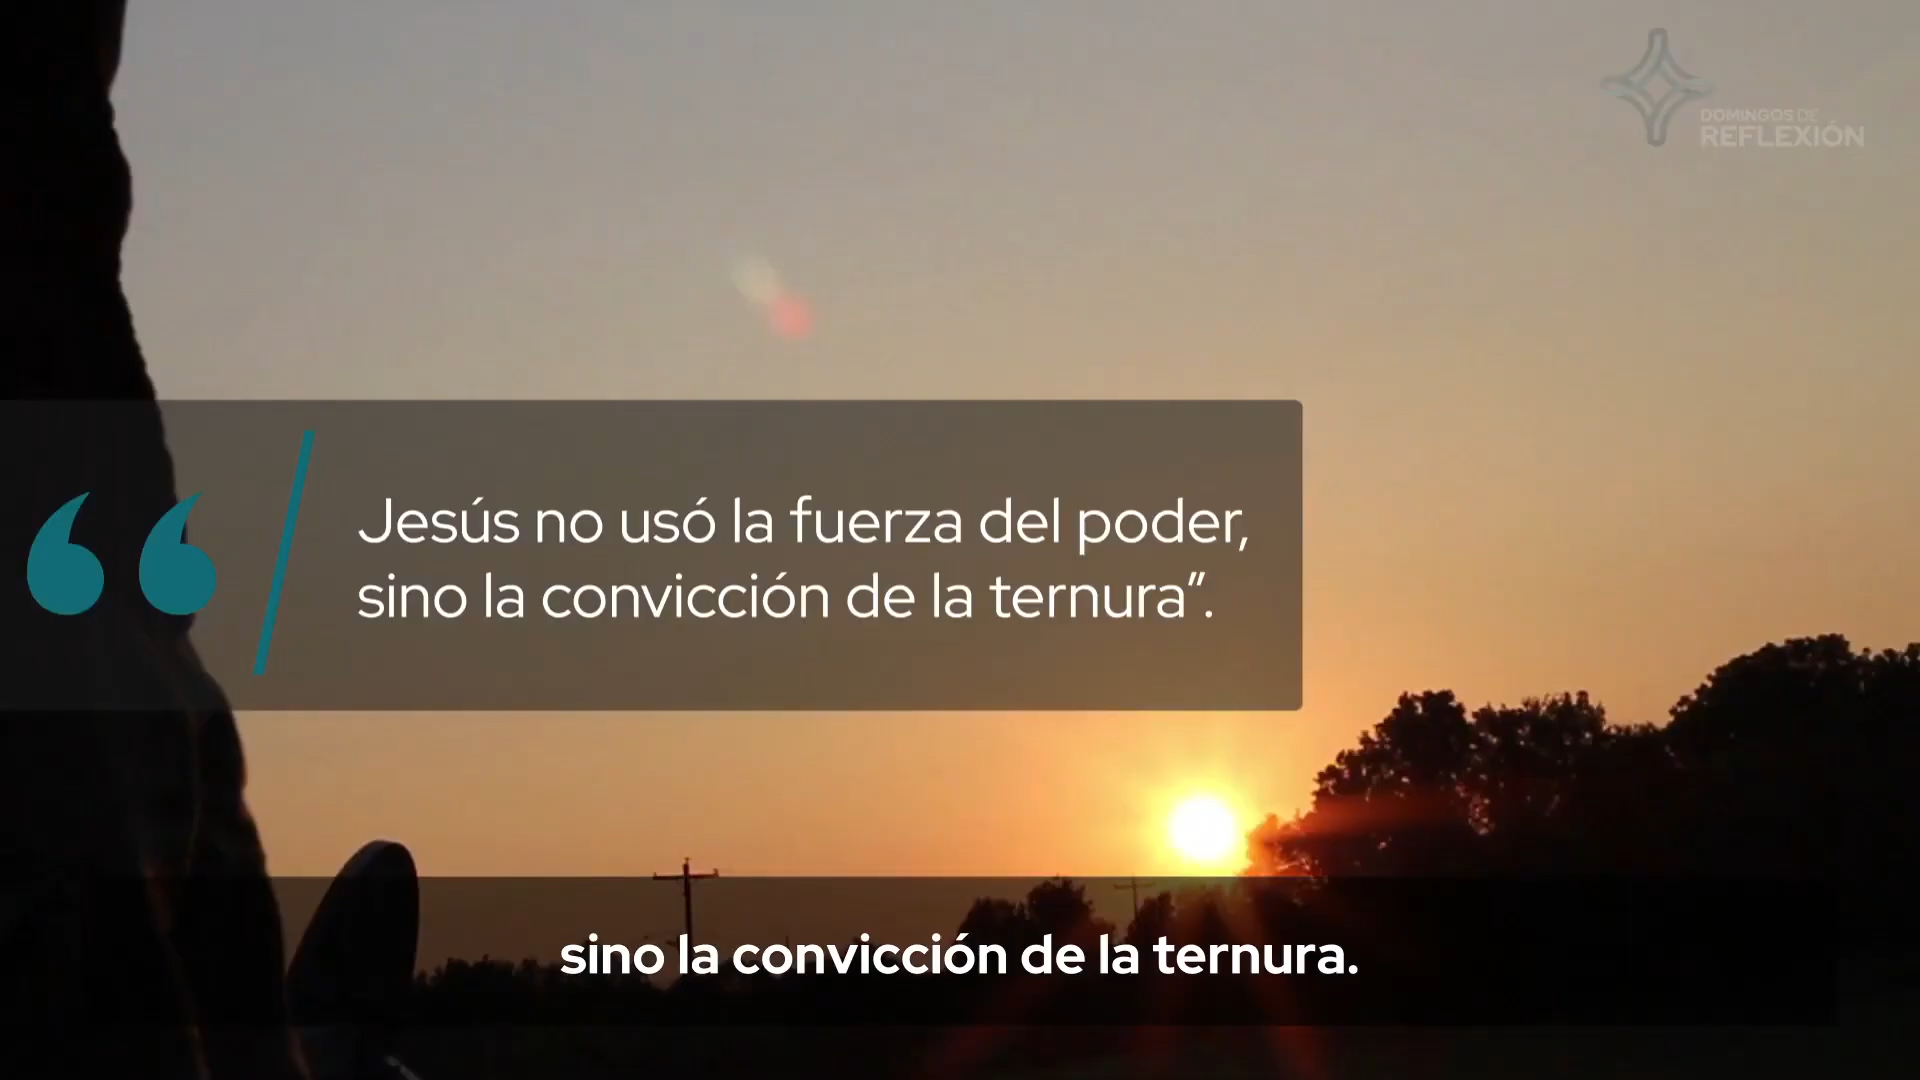 DOMINGOS DE
REFLEXIÓN
“
Jesús no usó la fuerza del poder,
sino la convicción de la ternura”.
sino la convicción de la ternura.